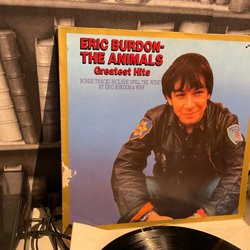 ERIC BURDON-
THE ANIMALS
Greatest Hits
BONUS TRACKS INCLUDE 'SPILL THE WINE'
BY ERIC BURDON & WAR